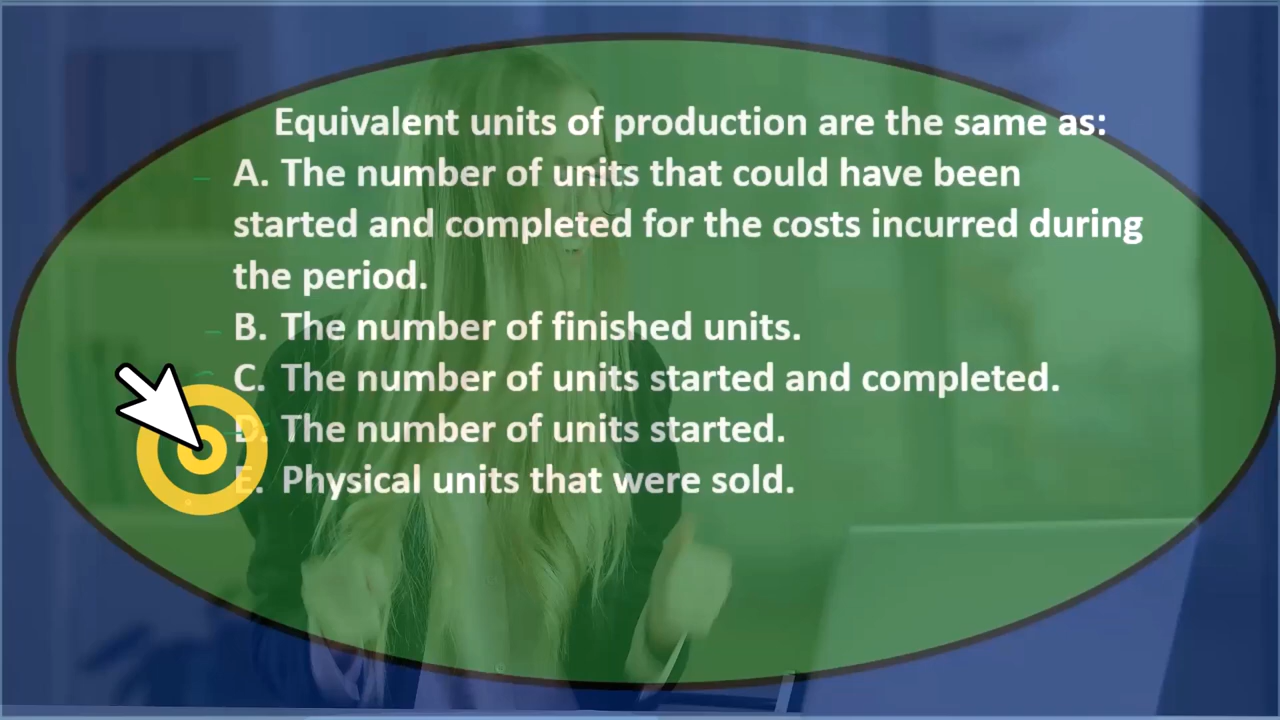 Equivalent units of production are the same as:
A. The number of units that could have been
started and completed for the costs incurred during
the period.
B. The number of finished units.
C. The number of units started and completed.
D. The number of units started.
E. Physical units that were sold.